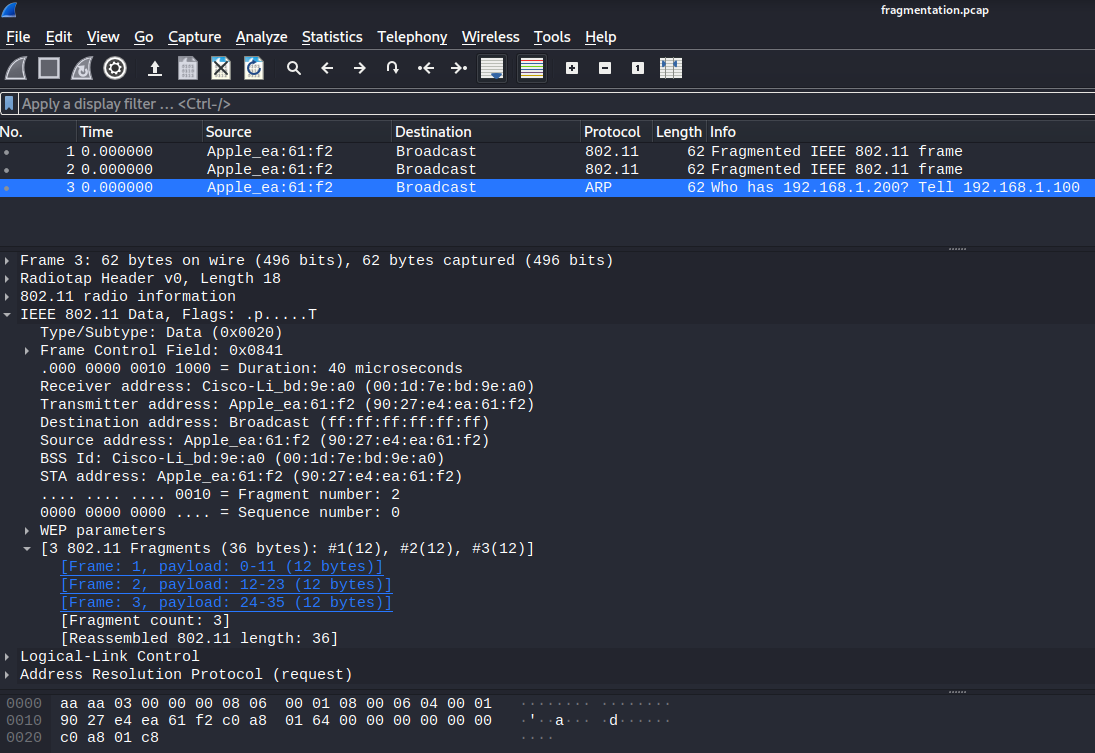 fragmentation.pcap
File Edit View Go Capture Analyze Statistics Telephony Wireless Tools Help
Apply a display filter ... <Ctrl-/>
No. Time Source Destination Protocol Length Info
1 0.000000 Apple_ea:61:f2 Broadcast 802.11 62 Fragmented IEEE 802.11 frame
2 0.000000 Apple_ea:61:f2 Broadcast 802.11 62 Fragmented IEEE 802.11 frame
3 0.000000 Apple_ea:61:f2 Broadcast ARP 62 Who has 192.168.1.200? Tell 192.168.1.100
Frame 3: 62 bytes on wire (496 bits), 62 bytes captured (496 bits)
Radiotap Header v0, Length 18
802.11 radio information
IEEE 802.11 Data, Flags: .p.....T
Type/Subtype: Data (0x0020)
Frame Control Field: 0x0841
.000 0000 0010 1000 = Duration: 40 microseconds
Receiver address: Cisco-Li_bd:9e:a0 (00:1d:7e:bd:9e:a0)
Transmitter address: Apple_ea:61:f2 (90:27:e4:ea:61:f2)
Destination address: Broadcast (ff:ff:ff:ff:ff:ff)
Source address: Apple_ea:61:f2 (90:27:e4:ea:61:f2)
BSS Id: Cisco-Li_bd:9e:a0 (00:1d:7e:bd:9e:a0)
STA address: Apple_ea:61:f2 (90:27:e4:ea:61:f2)
.... .... .... 0010 = Fragment number: 2
0000 0000 0000 .... = Sequence number: 0
WEP parameters
[3 802.11 Fragments (36 bytes): #1(12), #2(12), #3(12)]
[Frame: 1, payload: 0-11 (12 bytes)]
[Frame: 2, payload: 12-23 (12 bytes)]
[Frame: 3, payload: 24-35 (12 bytes)]
[Fragment count: 3]
[Reassembled 802.11 length: 36]
Logical-Link Control
Address Resolution Protocol (request)
0000 aa aa 03 00 00 00 08 06 00 01 08 00 06 04 00 01 ········ ········
0010 90 27 e4 ea 61 f2 c0 a8 01 64 00 00 00 00 00 00 ·'··a··· ·d······
0020 c0 a8 01 c8 ····